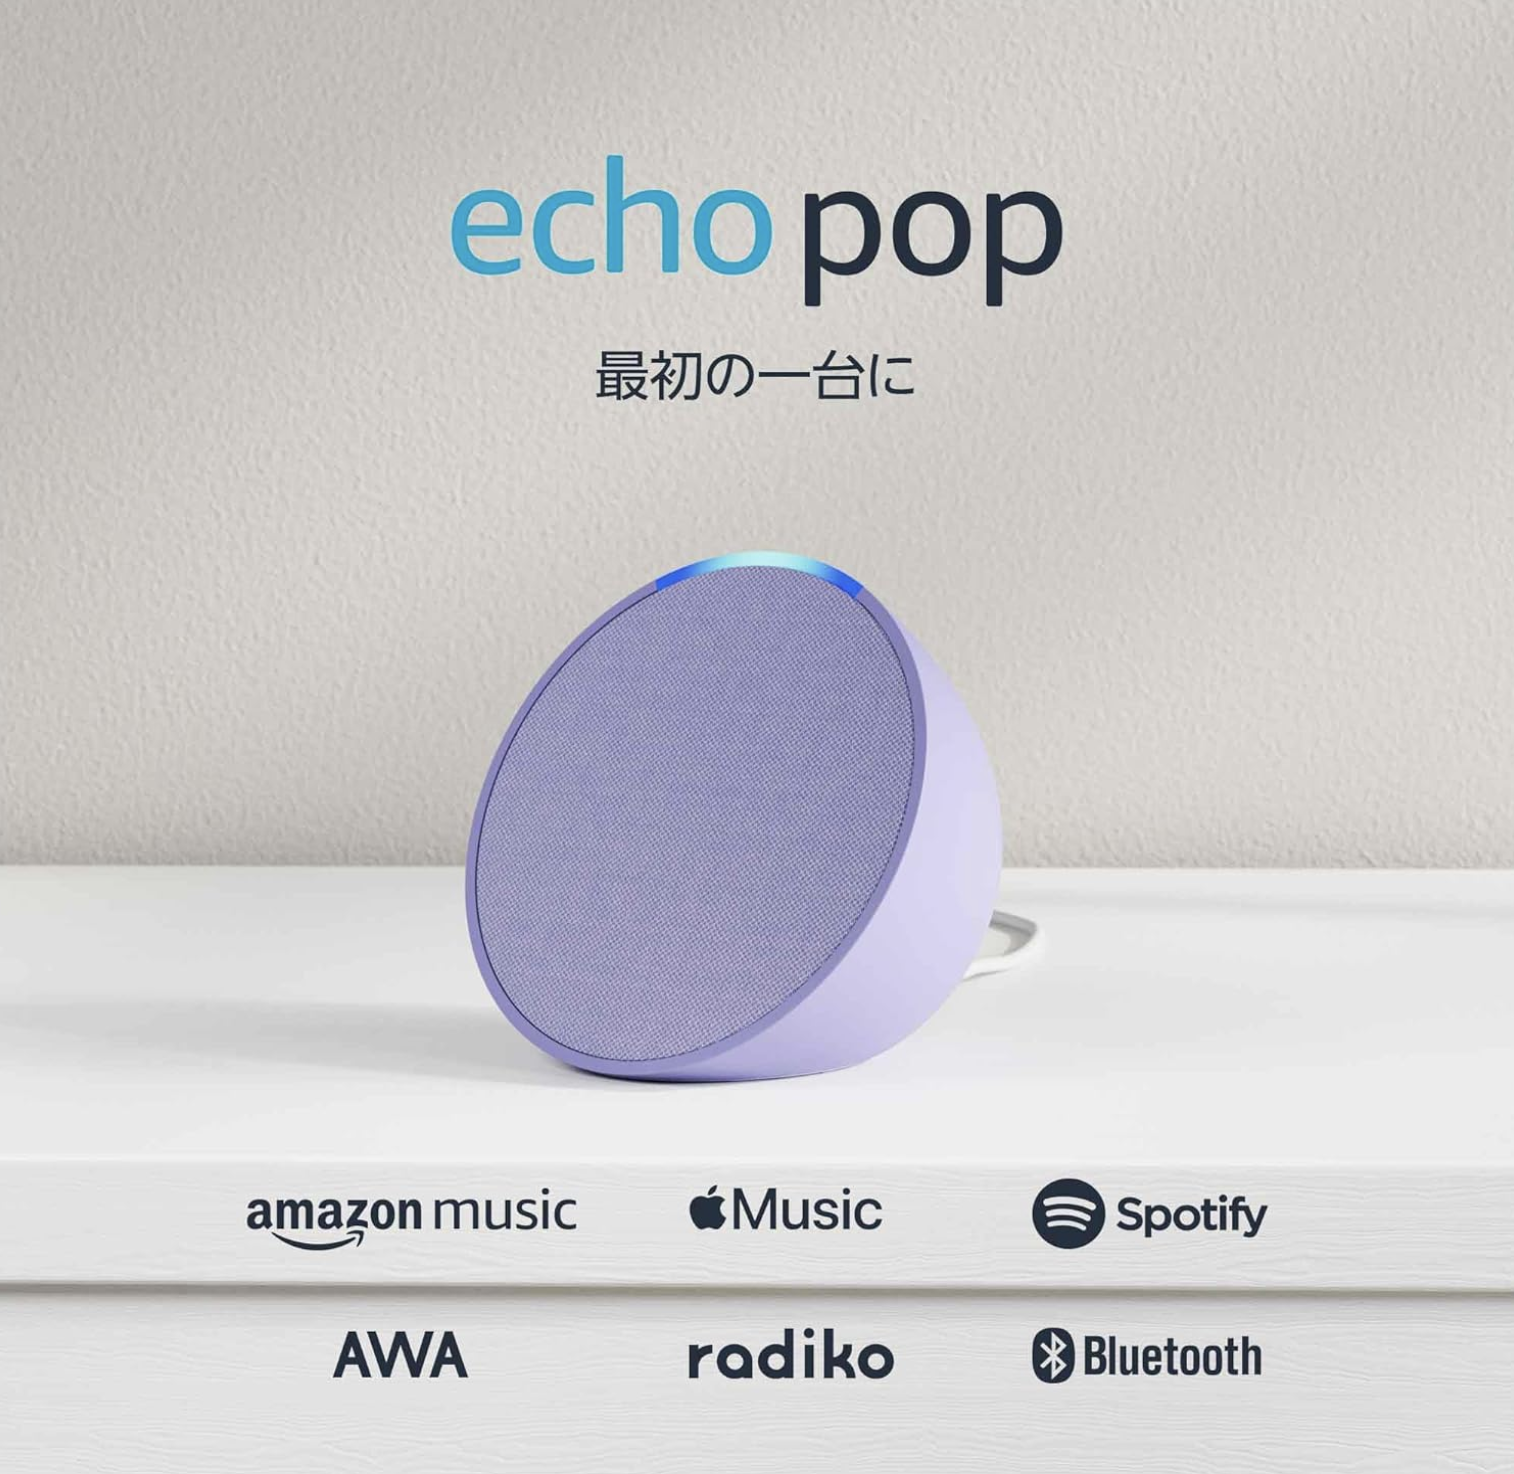 echo pop
最初の一台に
amazon music
Music
Spotify
AWA
radiko
Bluetooth